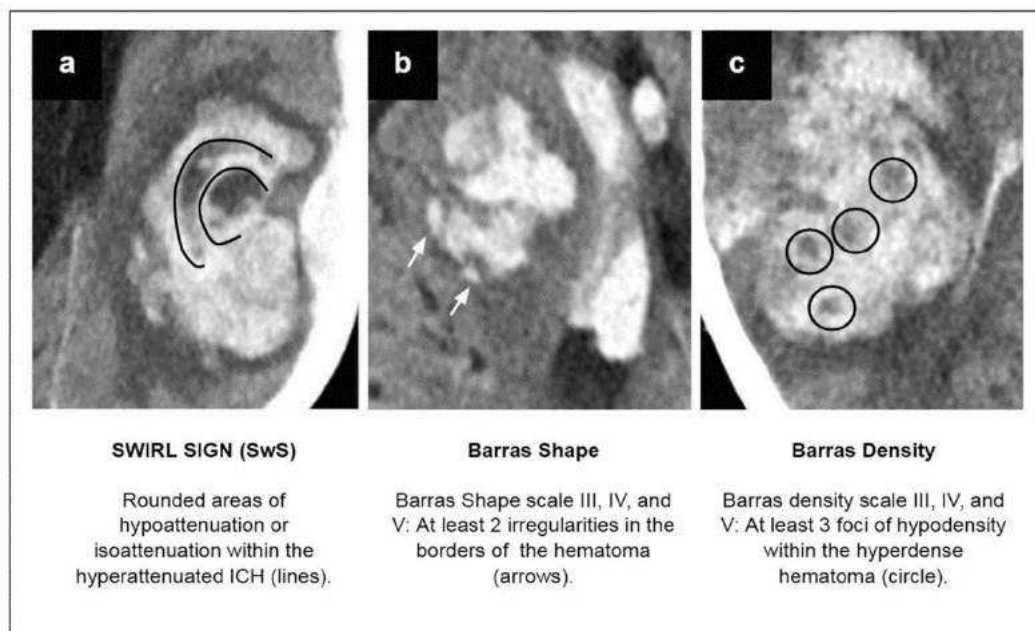 a
b
c
SWIRL SIGN (SwS)
Rounded areas of
hypoattenuation or
isoattenuation within the
hyperattenuated ICH (lines).
Barras Shape
Barras Shape scale III, IV, and
V: At least 2 irregularities in the
borders of the hematoma
(arrows).
Barras Density
Barras density scale III, IV, and
V: At least 3 foci of hypodensity
within the hyperdense
hematoma (circle).